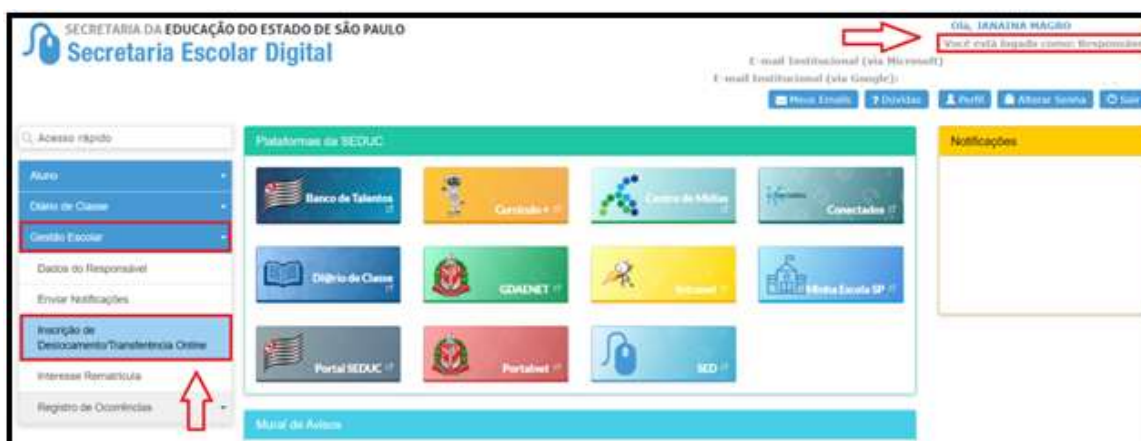 SECRETARIA DA EDUCAÇÃO DO ESTADO DE SÃO PAULO
Secretaria Escolar Digital
Olá, JANAINA MAGRO
Você está logado como: Responsável
E-mail Institucional (via Microsoft)
E-mail Institucional (via Google):
Meus Emails
? Dúvidas
Perfil
Alterar Senha
Sair
Acesso rápido
Aluno
Diário de Classe
Gestão Escolar
Dados do Responsável
Enviar Notificações
Inscrição de
Deslocamento/Transferência Online
Interesse Rematrícula
Registro de Ocorrências
Plataformas da SEDUC
Banco de Talentos
Currículo +
Centro de Mídias
Conectados
Di@rio de Classe
GDAENET
Intranet
Minha Escola SP
Portal SEDUC
Portalnet
SED
Mural de Avisos
Notificações